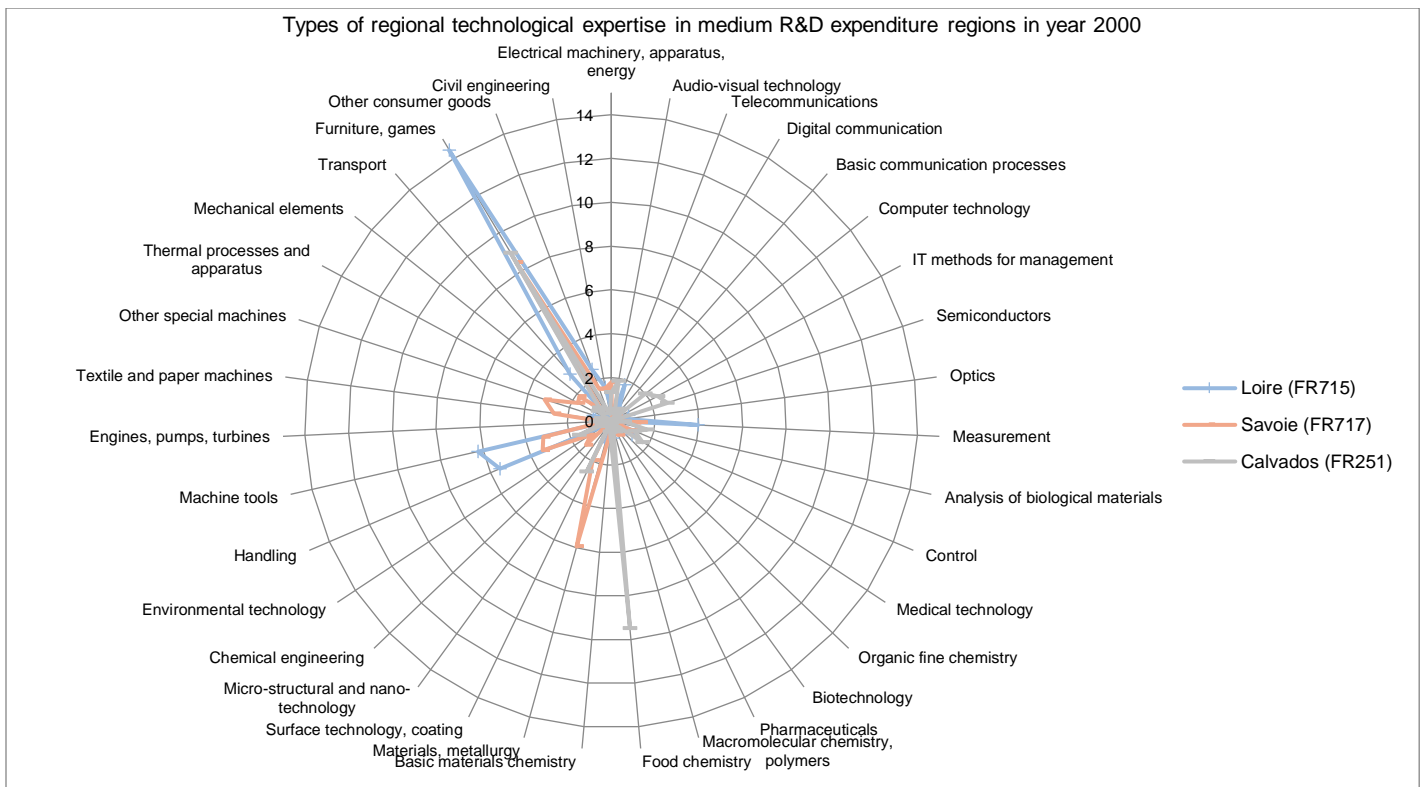 Types of regional technological expertise in medium R&D expenditure regions in year 2000
Electrical machinery, apparatus,
energy
Audio-visual technology
Telecommunications
Digital communication
Basic communication processes
Computer technology
IT methods for management
Semiconductors
Optics
Measurement
Analysis of biological materials
Control
Medical technology
Organic fine chemistry
Biotechnology
Pharmaceuticals
Macromolecular chemistry,
polymers
Food chemistry
Basic materials chemistry
Materials, metallurgy
Surface technology, coating
Micro-structural and nano-
technology
Chemical engineering
Environmental technology
Handling
Machine tools
Engines, pumps, turbines
Textile and paper machines
Other special machines
Thermal processes and
apparatus
Mechanical elements
Transport
Furniture, games
Other consumer goods
Civil engineering
14
12
10
8
6
4
2
0
Loire (FR715)
Savoie (FR717)
Calvados (FR251)